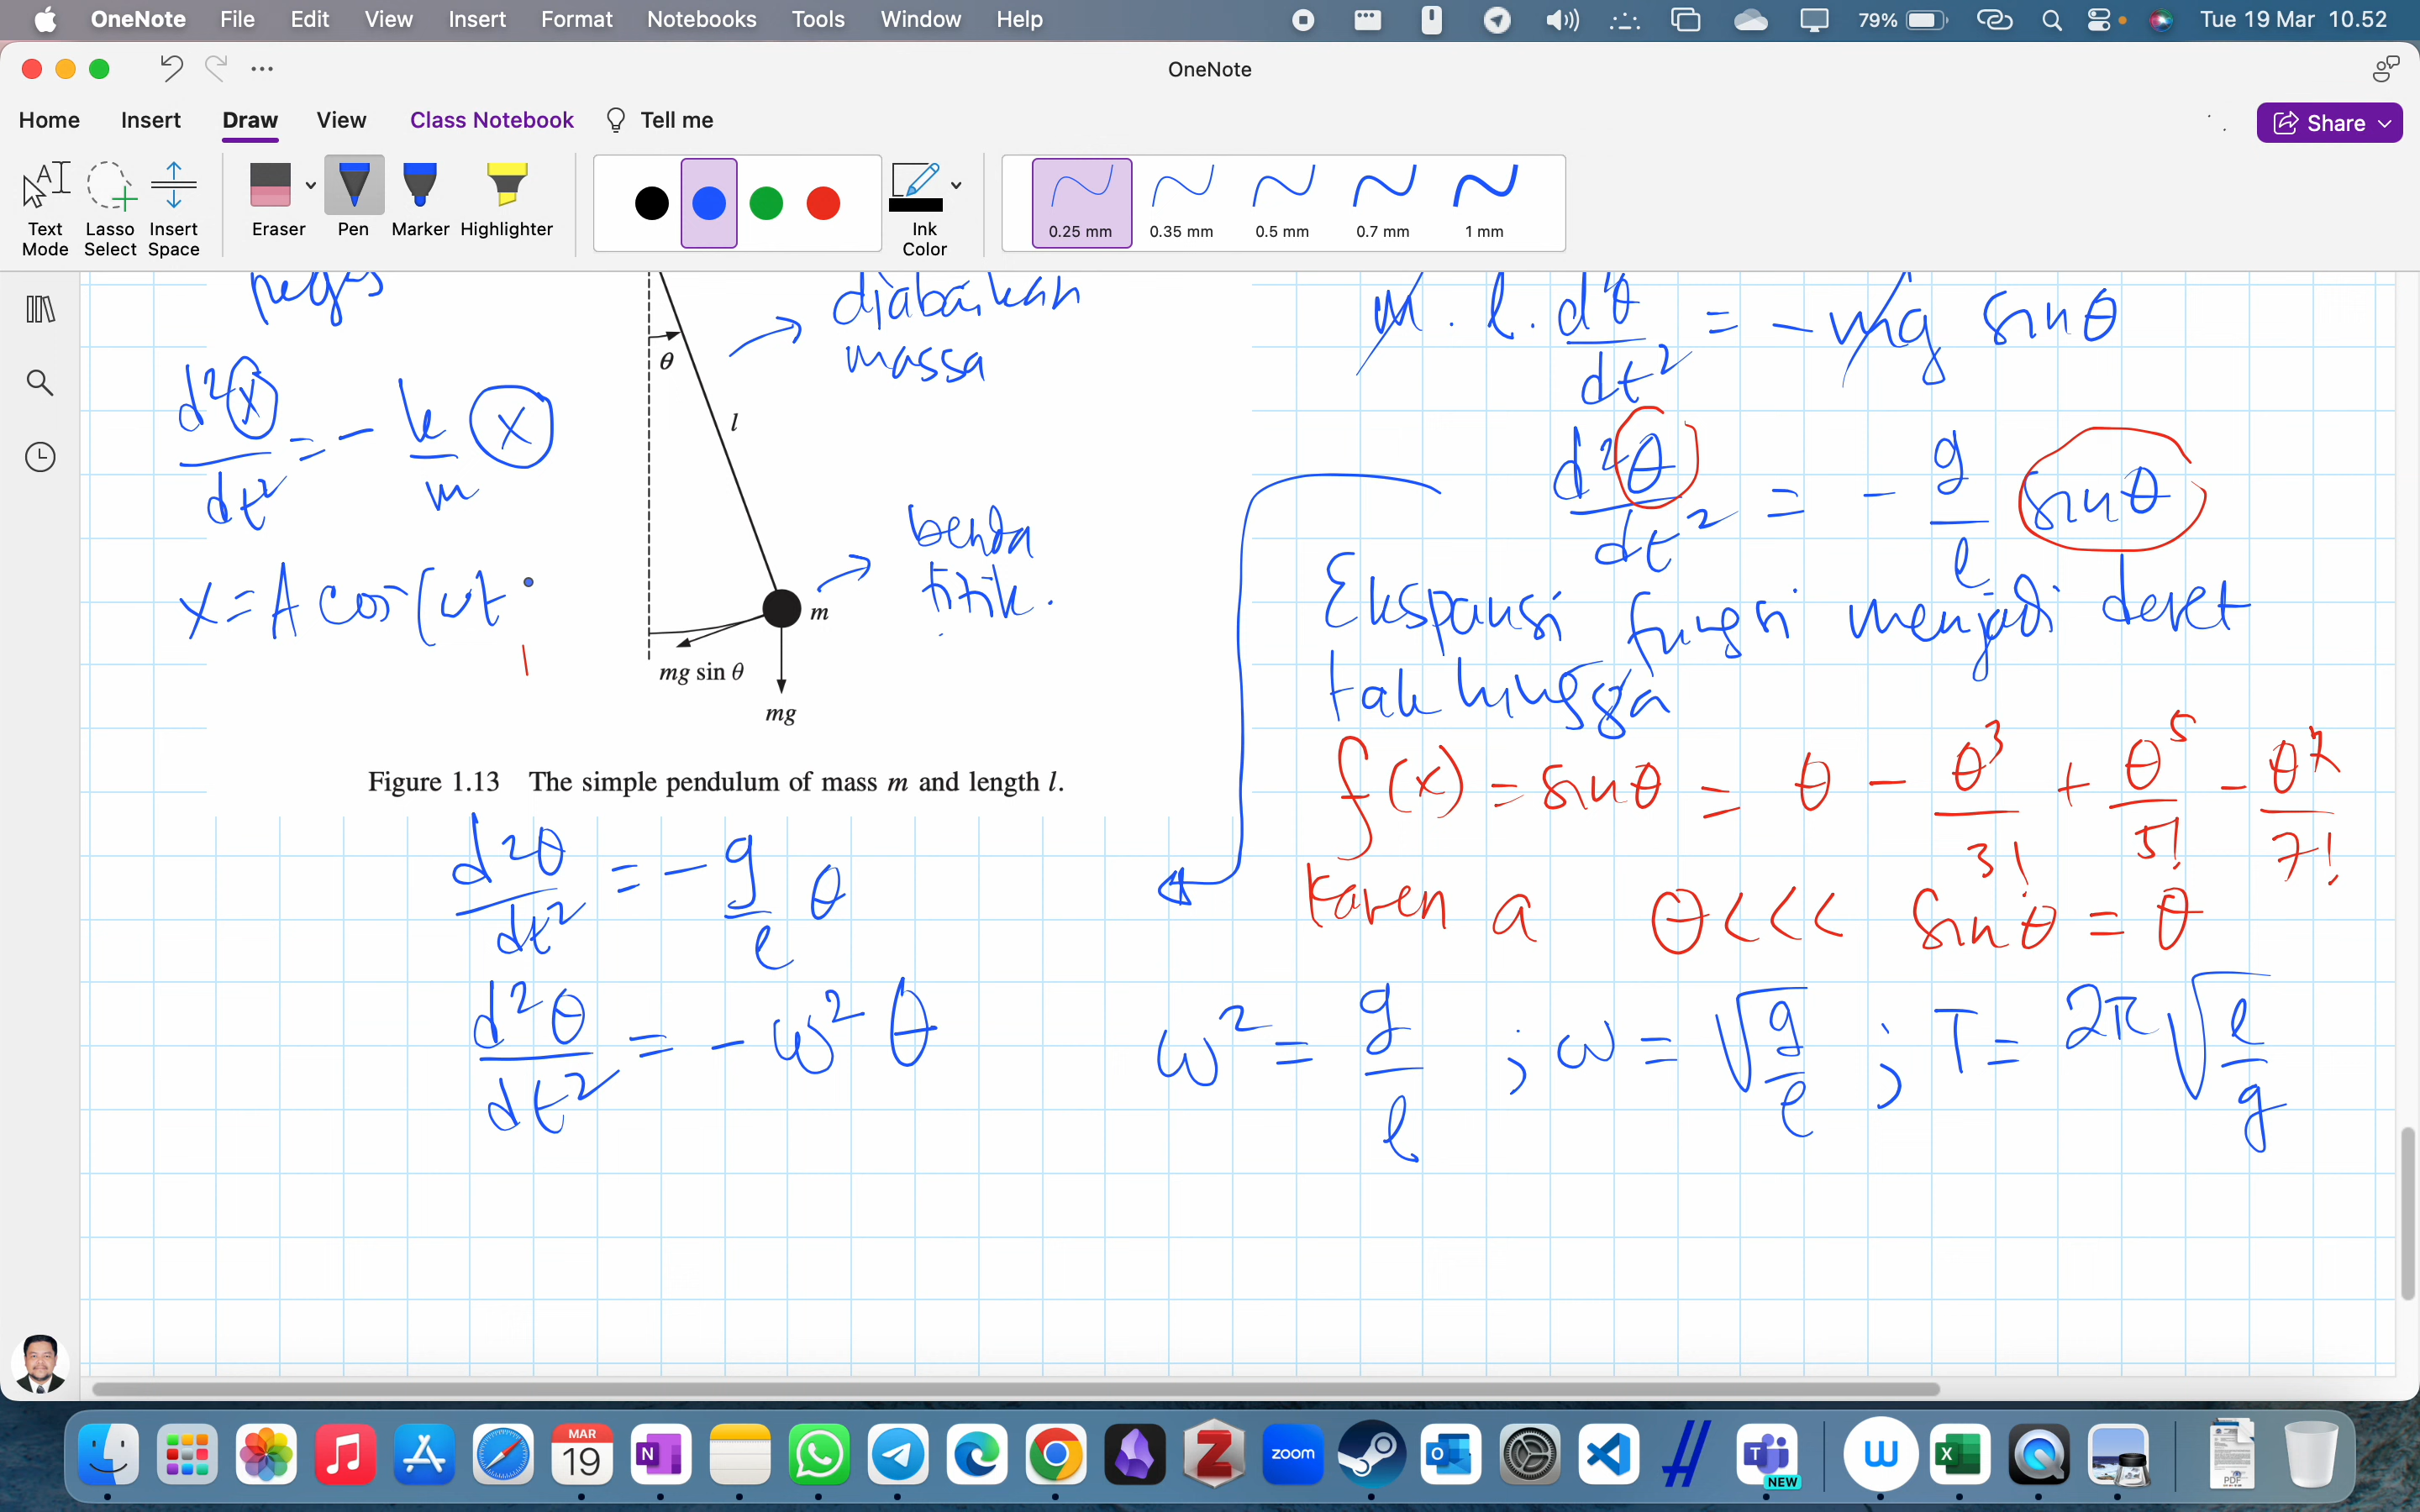 OneNote File Edit View Insert Format Notebooks Tools Window Help 79% Tue 19 Mar 10.52
OneNote
Home Insert Draw View Class Notebook Tell me Share
Text Mode
Lasso Select
Insert Space
Eraser
Pen
Marker
Highlighter
Ink Color
0.25 mm 0.35 mm 0.5 mm 0.7 mm 1 mm
pegas
d²x/dt² = - k/m x
x = A cos(ωt
diabaikan
massa
θ
l
benda
titik.
m
mg sin θ
mg
Figure 1.13 The simple pendulum of mass m and length l.
m . l . d²θ/dt² = - mg sin θ
d²θ/dt² = - g/l sin θ
Ekspansi fungsi menjadi deret
tak hingga
f(x) = sin θ = θ - θ³/3! + θ⁵/5! - θ⁷/7!
Karen a θ <<< sin θ = θ
d²θ/dt² = - g/l θ
d²θ/dt² = - ω² θ
ω² = g/l ; ω = √(g/l) ; T = 2π √(l/g)
MAR
19
zoom
NEW
PDF